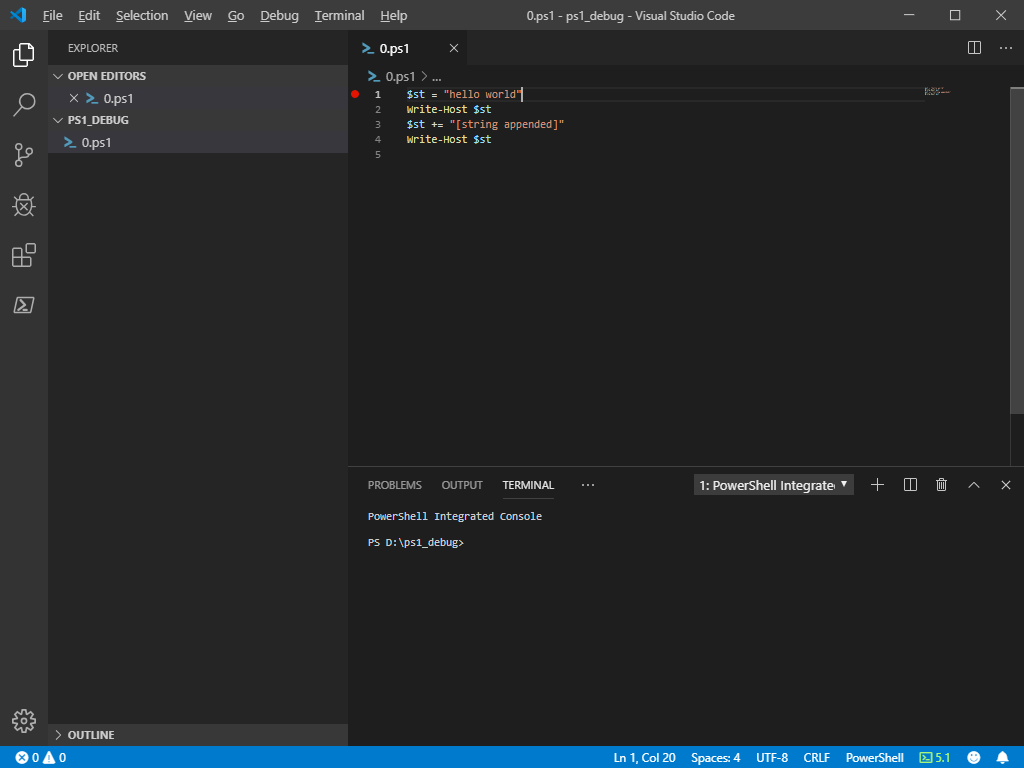 File Edit Selection View Go Debug Terminal Help 0.ps1 - ps1_debug - Visual Studio Code
EXPLORER
OPEN EDITORS
0.ps1
PS1_DEBUG
0.ps1
OUTLINE
0.ps1
0.ps1 > ...
1 $st = "hello world"
2 Write-Host $st
3 $st += "[string appended]"
4 Write-Host $st
5
PROBLEMS OUTPUT TERMINAL ... 1: PowerShell Integrate
PowerShell Integrated Console
PS D:\ps1_debug>
0 0 Ln 1, Col 20 Spaces: 4 UTF-8 CRLF PowerShell 5.1